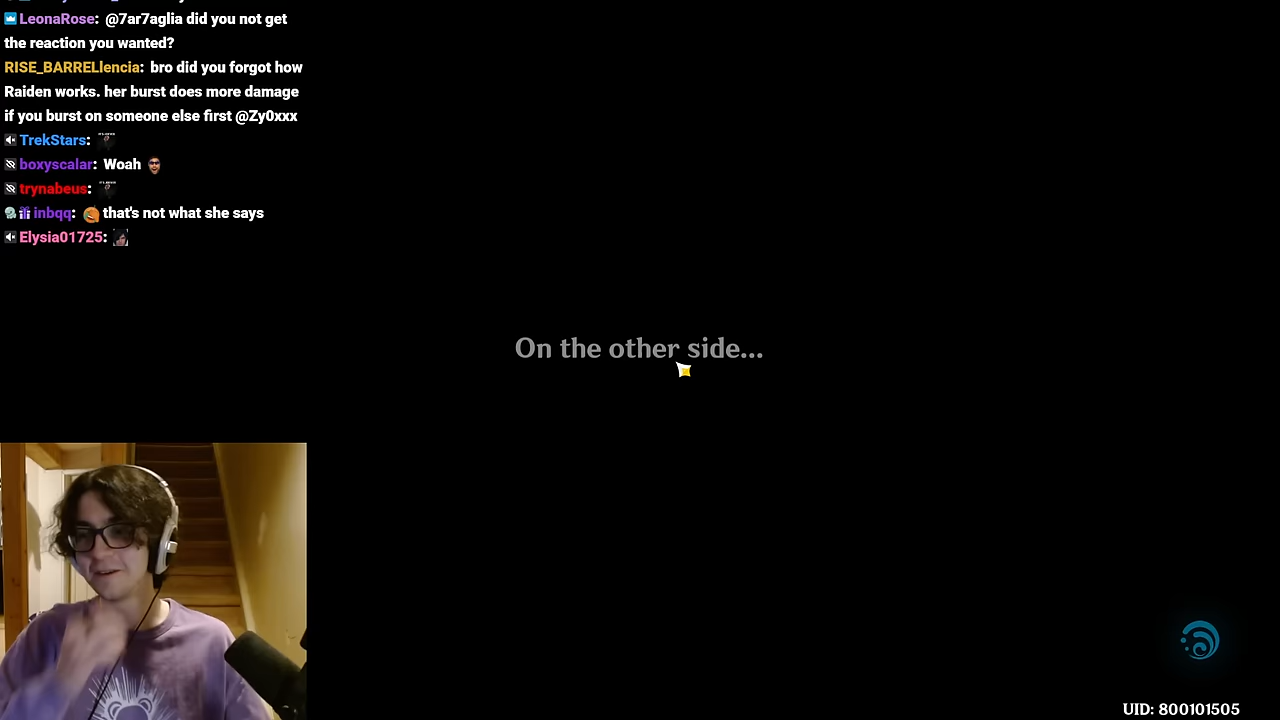 LeonaRose: @7ar7aglia did you not get
the reaction you wanted?
RISE_BARRELlencia: bro did you forgot how
Raiden works. her burst does more damage
if you burst on someone else first @Zy0xxx
TrekStars:
boxyscalar: Woah
trynabeus:
inbqq: that's not what she says
Elysia01725:
On the other side...
UID: 800101505